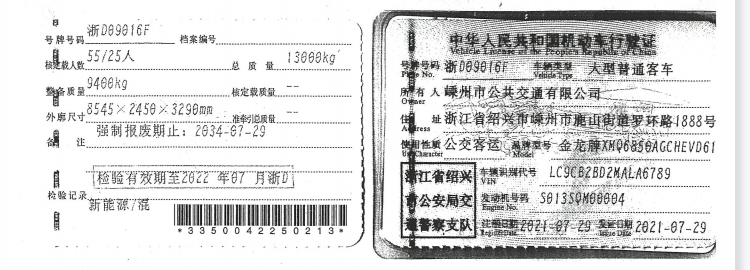 号牌号码 浙D09016F 档案编号
核定载人数 55/25人 总质量 13000kg
整备质量 9400kg 核定载质量 --
外廓尺寸 8545×2450×3290mm 准牵引总质量 --
备注 强制报废期止：2034-07-29
检验有效期至2022年07月浙D
检验记录
新能源/混
*3350042250213*
中华人民共和国机动车行驶证
Vehicle License of the People's Republic of China
号牌号码 浙D09016F 车辆类型 大型普通客车
Plate No. Vehicle Type
所有人 嵊州市公共交通有限公司
Owner
住址 浙江省绍兴市嵊州市鹿山街道罗环路1888号
Address
使用性质 公交客运 品牌型号 金龙牌XMQ6850AGCHEVD61
Use Character Model
浙江省绍兴市公安局交通警察支队
车辆识别代号 LC9CB2BD2MALA6789
VIN
发动机号码 S013SQM00004
Engine No.
注册日期 2021-07-29 发证日期 2021-07-29
Register Date Issue Date